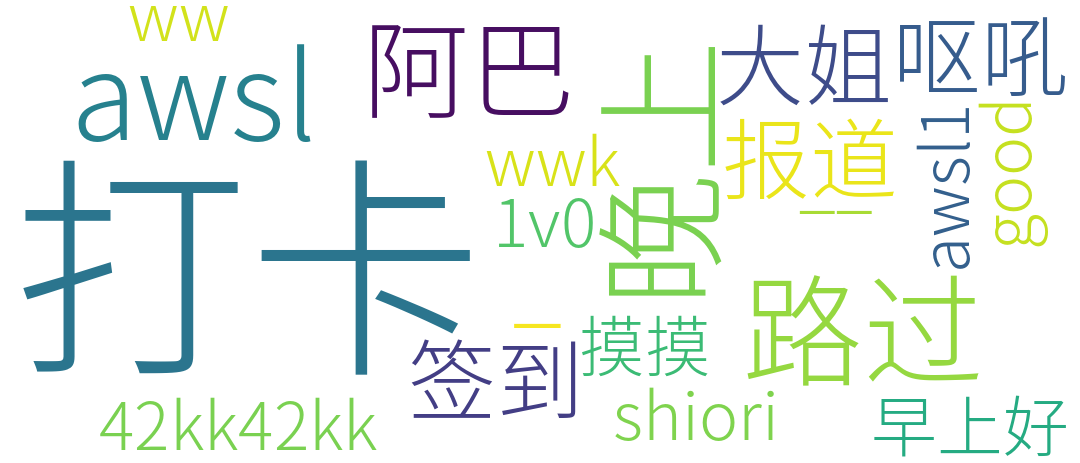 ww
awsl
阿巴
晚上
大姐
呕吼
打卡
wwk
报道
awsl1
good
1v0
一一
路过
一
签到
摸摸
42kk42kk
shiori
早上好